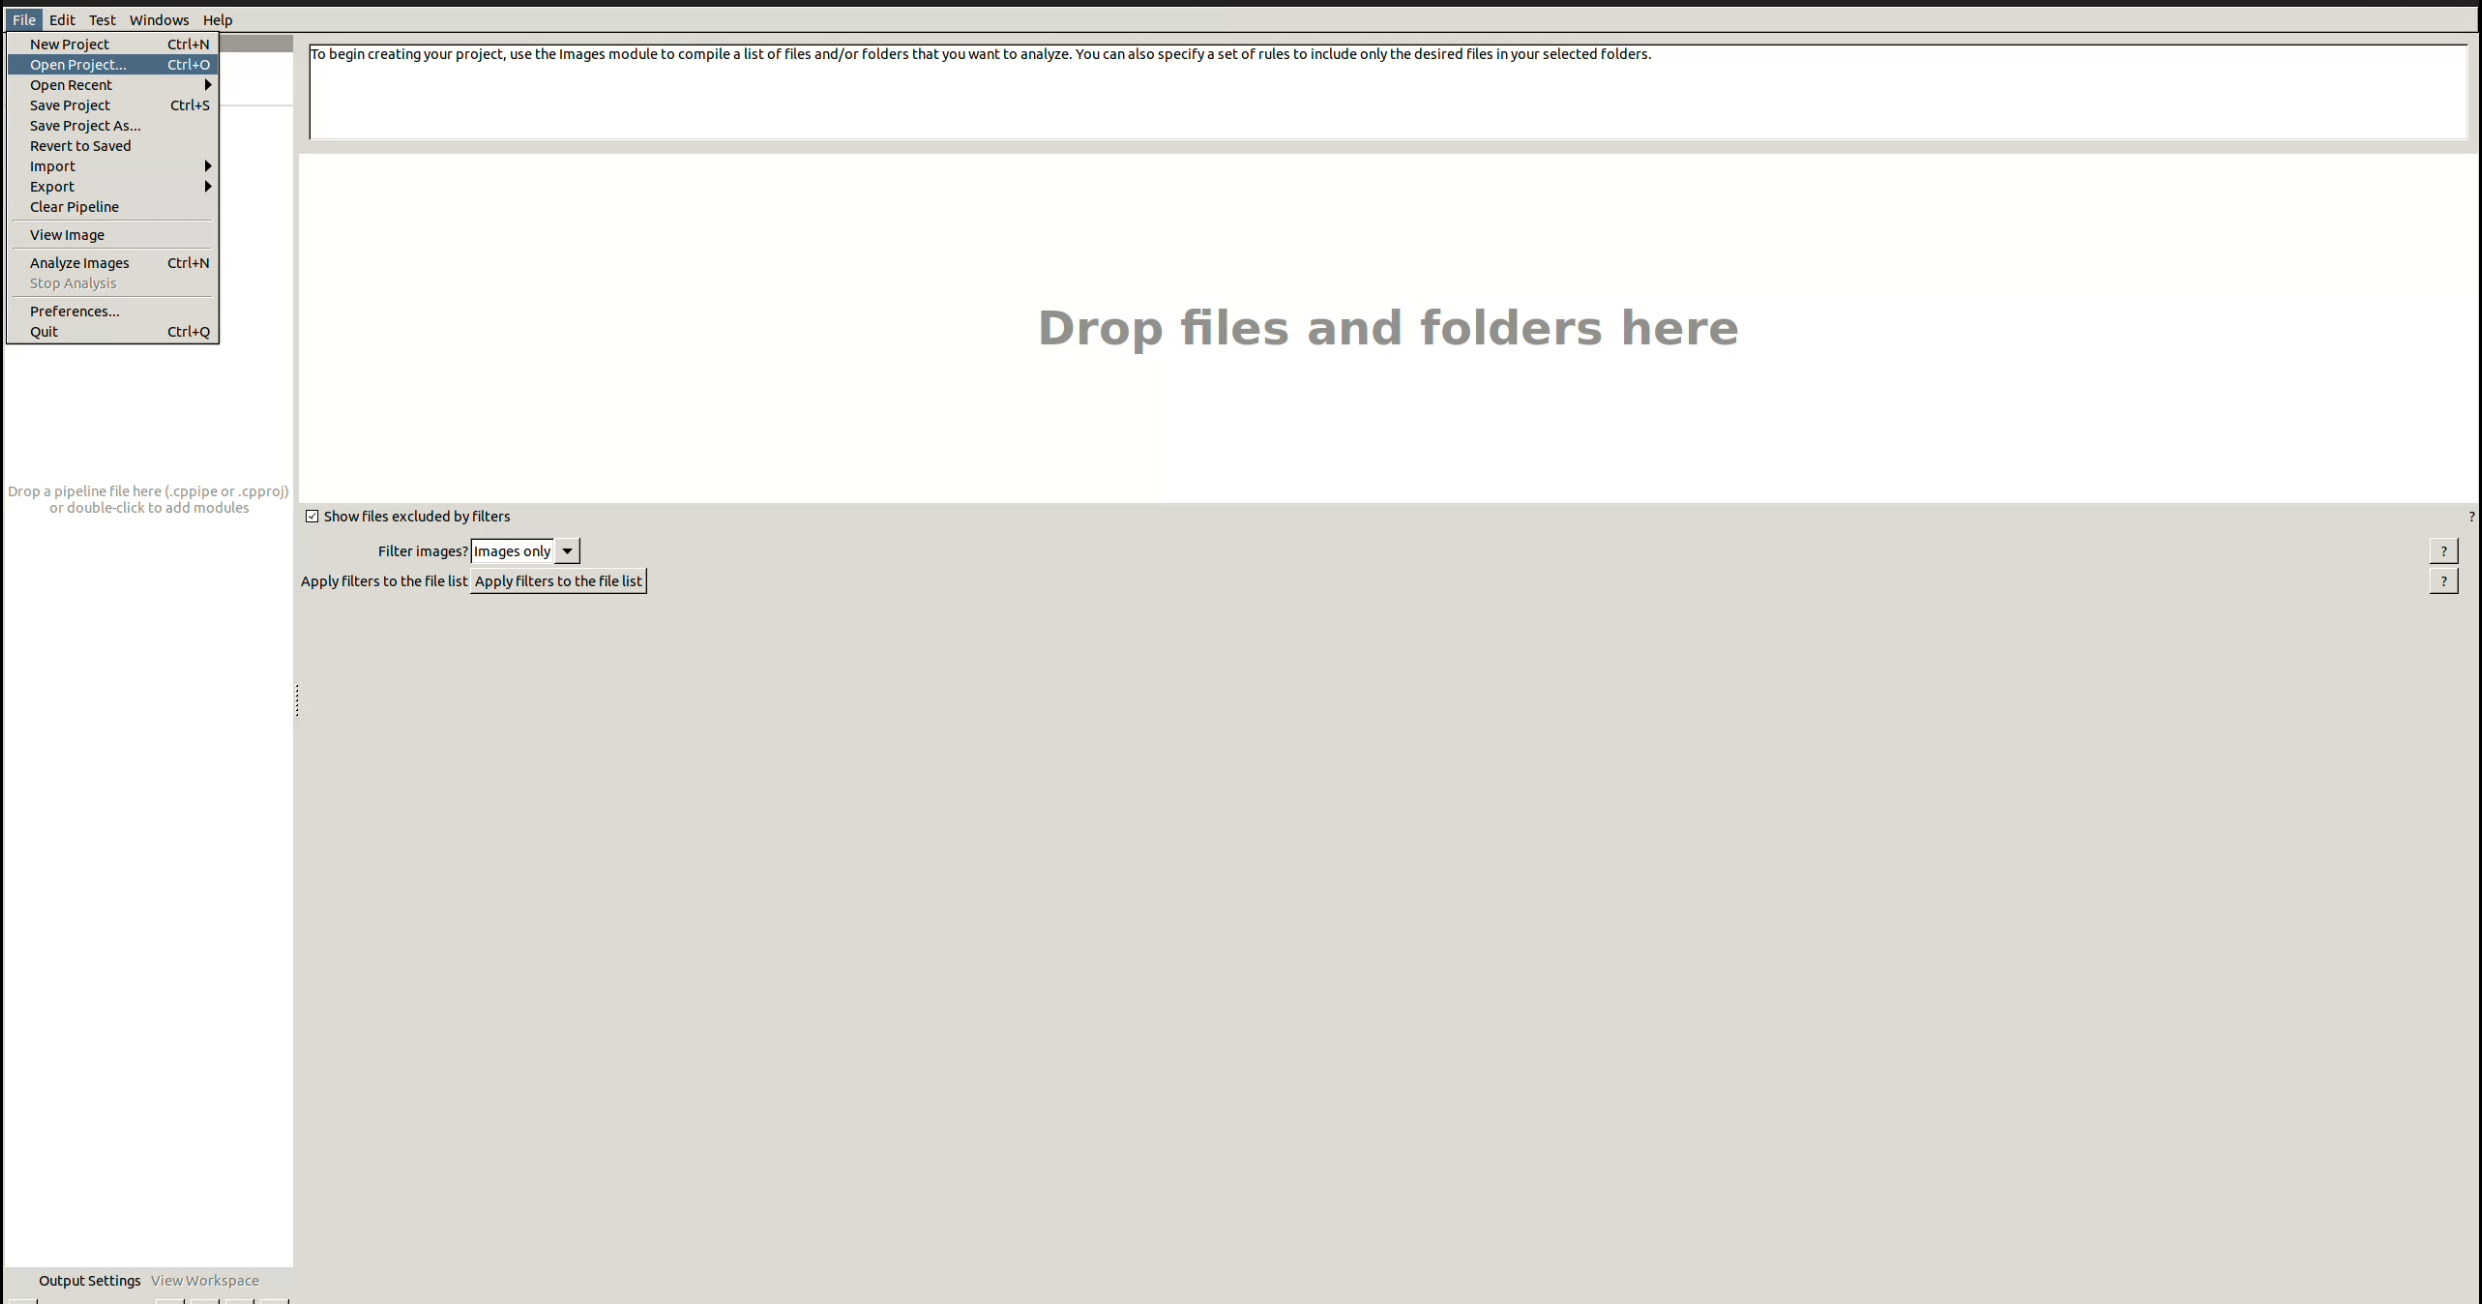 File Edit Test Windows Help
New Project Ctrl+N
Open Project... Ctrl+O
Open Recent
Save Project Ctrl+S
Save Project As...
Revert to Saved
Import
Export
Clear Pipeline
View Image
Analyze Images Ctrl+N
Stop Analysis
Preferences...
Quit Ctrl+Q
Drop a pipeline file here (.cppipe or .cpproj)
or double-click to add modules
Output Settings View Workspace
To begin creating your project, use the Images module to compile a list of files and/or folders that you want to analyze. You can also specify a set of rules to include only the desired files in your selected folders.
Drop files and folders here
Show files excluded by filters ?
Filter images? Images only ?
Apply filters to the file list Apply filters to the file list ?